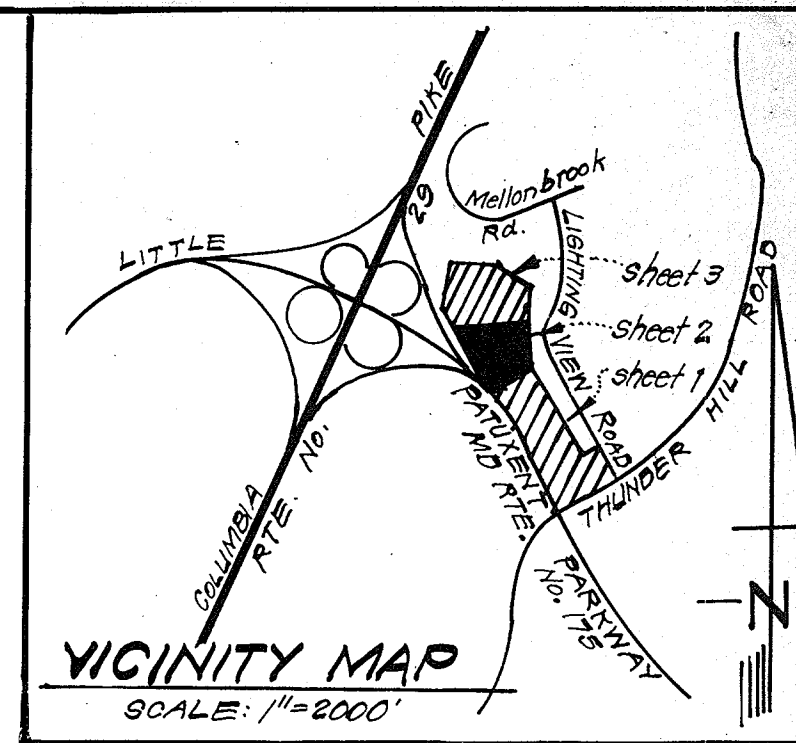 COLUMBIA PIKE
RTE. No. 29
LITTLE PATUXENT PARKWAY
MD RTE. No. 175
Mellonbrook
Rd.
LIGHTING VIEW ROAD
THUNDER HILL ROAD
sheet 3
sheet 2
sheet 1
N
VICINITY MAP
SCALE: 1"=2000'